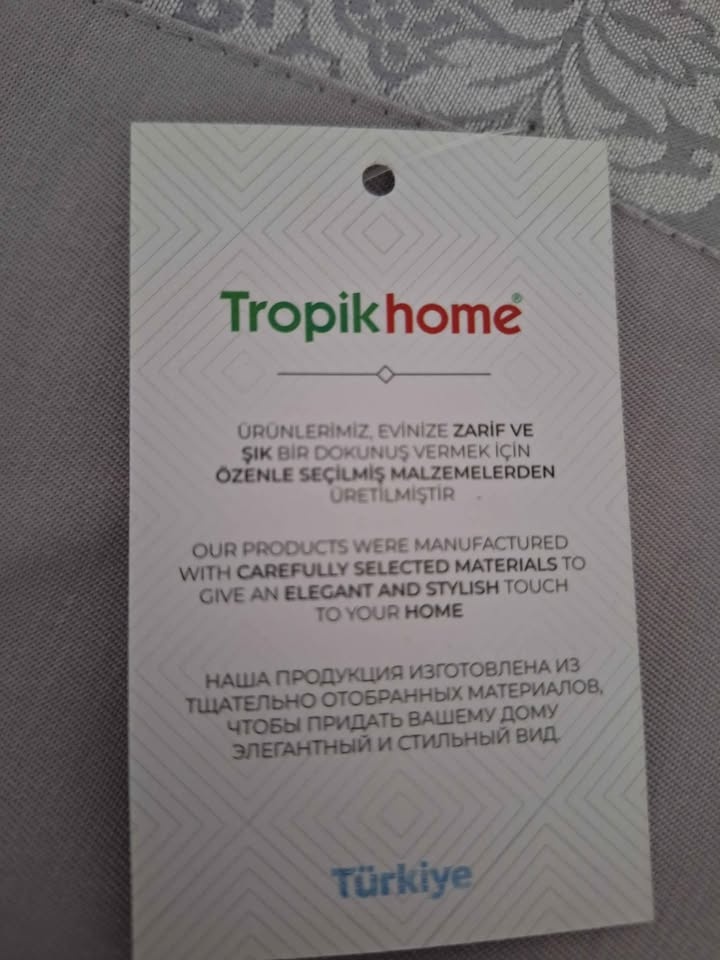 Tropikhome®
ÜRÜNLERİMİZ, EVİNİZE ZARİF VE
ŞIK BİR DOKUNUŞ VERMEK İÇİN
ÖZENLE SEÇİLMİŞ MALZEMELERDEN
ÜRETİLMİŞTİR
OUR PRODUCTS WERE MANUFACTURED
WITH CAREFULLY SELECTED MATERIALS TO
GIVE AN ELEGANT AND STYLISH TOUCH
TO YOUR HOME
НАША ПРОДУКЦИЯ ИЗГОТОВЛЕНА ИЗ
ТЩАТЕЛЬНО ОТОБРАННЫХ МАТЕРИАЛОВ,
ЧТОБЫ ПРИДАТЬ ВАШЕМУ ДОМУ
ЭЛЕГАНТНЫЙ И СТИЛЬНЫЙ ВИД.
Türkiye